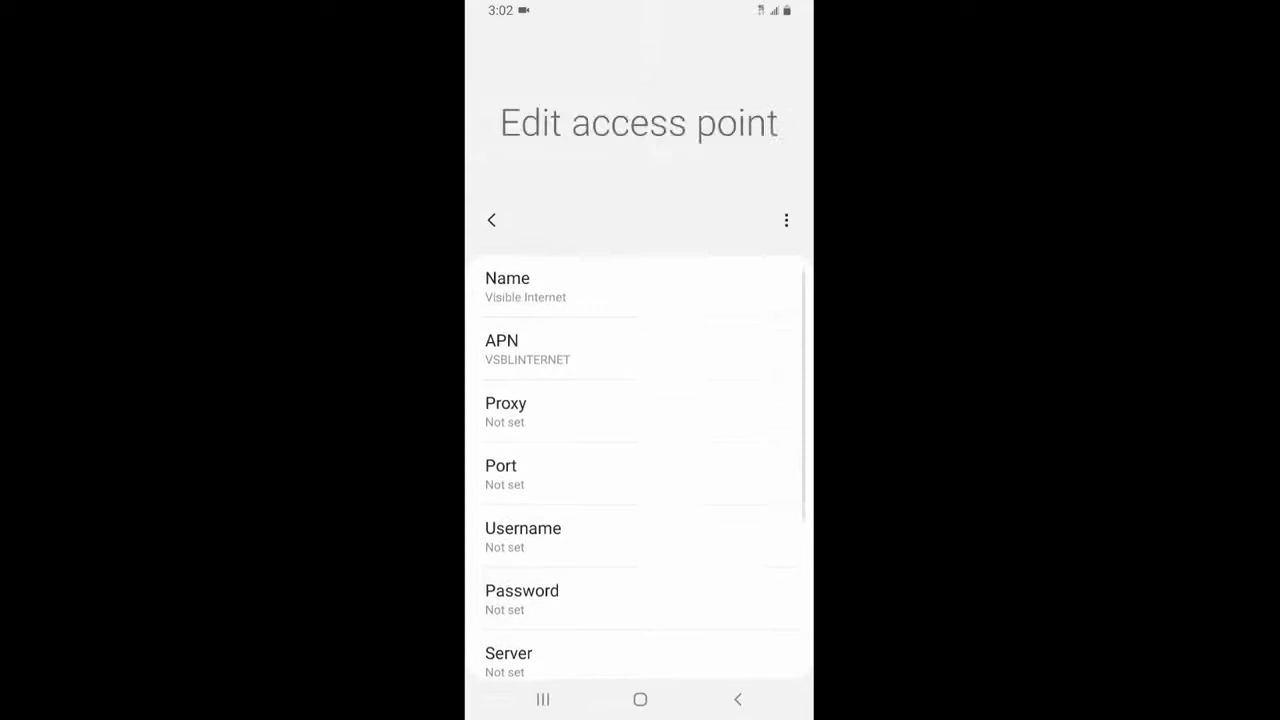 3:02
Edit access point
Name
Visible Internet
APN
VSBLINTERNET
Proxy
Not set
Port
Not set
Username
Not set
Password
Not set
Server
Not set